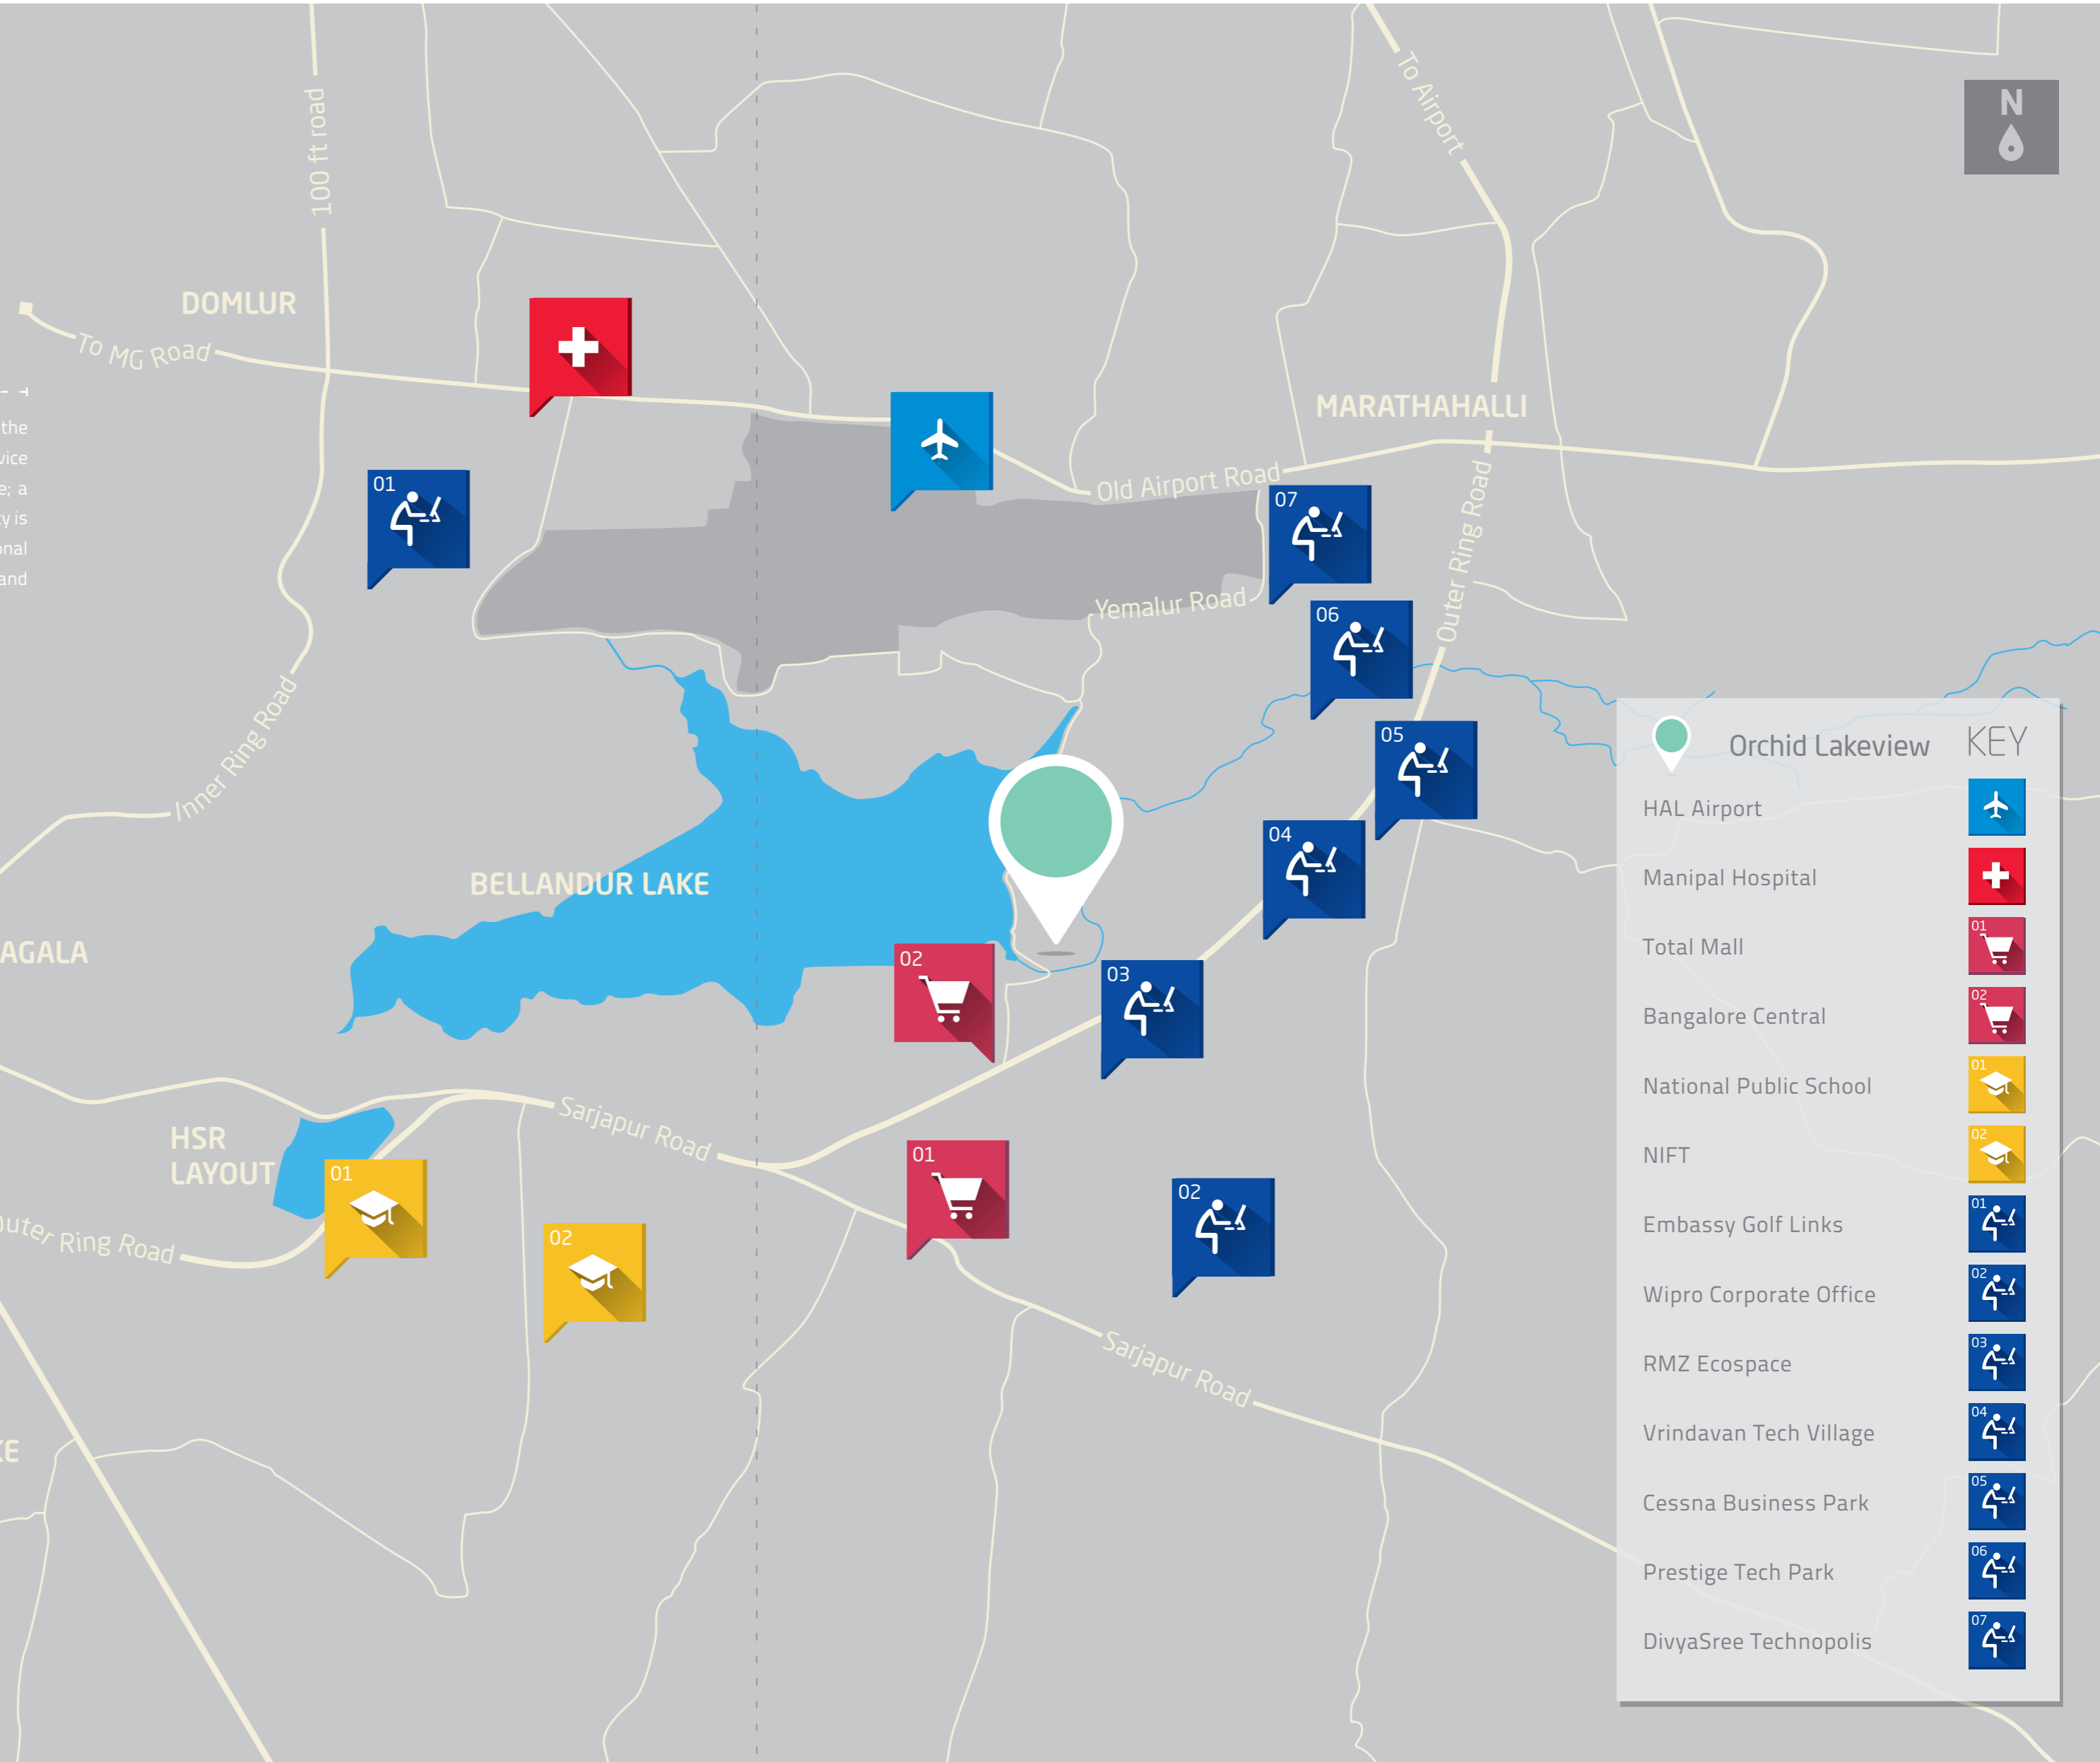 100 ft road
To Airport
N
DOMLUR
To MG Road
the
y is
and
MARATHAHALLI
Old Airport Road
Outer Ring Road
01
07
Yemalur Road
06
Inner Ring Road
05
04
BELLANDUR LAKE
02
03
HSR
LAYOUT
Sarjapur Road
01
01
02
02
Ring Road
Sarjapur Road
Orchid Lakeview KEY
HAL Airport
Manipal Hospital
Total Mall 01
Bangalore Central 02
National Public School 01
NIFT 02
Embassy Golf Links 01
Wipro Corporate Office 02
RMZ Ecospace 03
Vrindavan Tech Village 04
Cessna Business Park 05
Prestige Tech Park 06
DivyaSree Technopolis 07